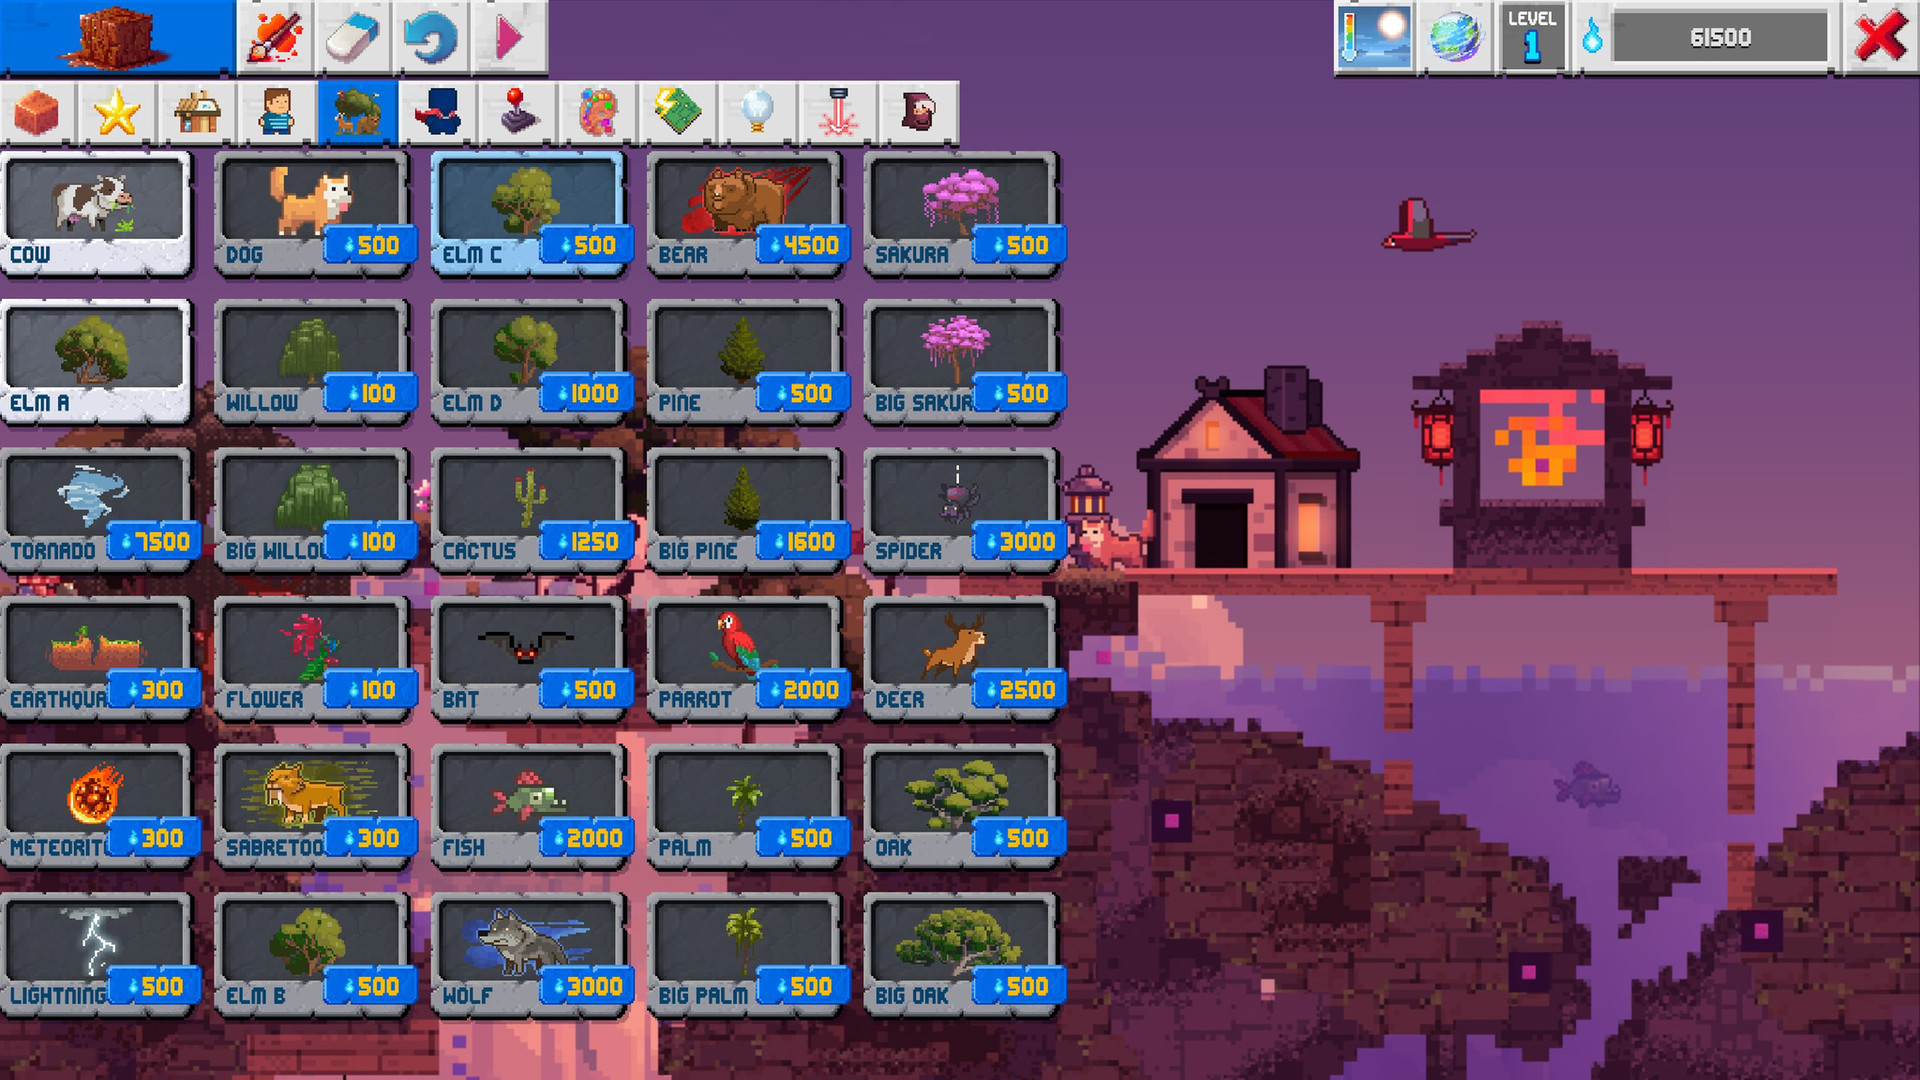 LEVEL
1
61500
COW
DOG
500
ELM C
500
BEAR
4500
SAKURA
500
ELM A
WILLOW
100
ELM D
1000
PINE
500
BIG SAKUR
500
TORNADO
7500
BIG WILLO
100
CACTUS
1250
BIG PINE
1600
SPIDER
3000
EARTHQUA
300
FLOWER
100
BAT
500
PARROT
2000
DEER
2500
METEORIT
300
SABRETOO
300
FISH
2000
PALM
500
OAK
500
LIGHTNING
500
ELM B
500
WOLF
3000
BIG PALM
500
BIG OAK
500